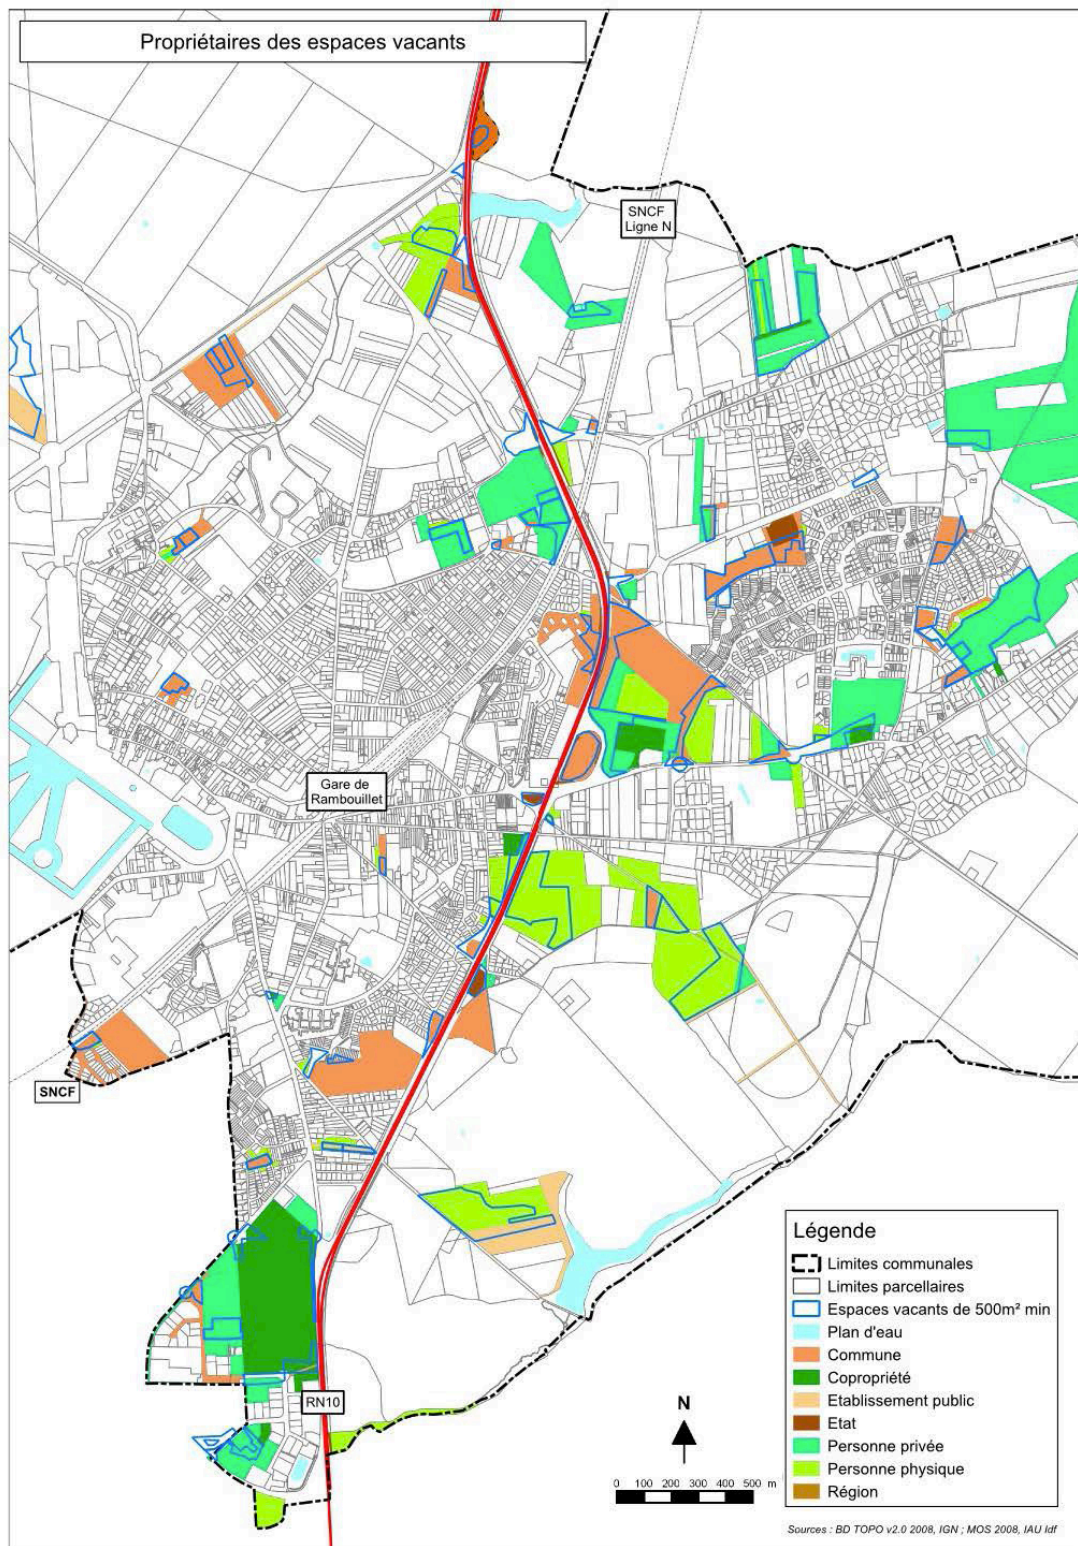 Propriétaires des espaces vacants
SNCF
Ligne N
Gare de
Rambouillet
SNCF
RN10
N
0 100 200 300 400 500 m
Légende
Limites communales
Limites parcellaires
Espaces vacants de 500m² min
Plan d'eau
Commune
Copropriété
Etablissement public
Etat
Personne privée
Personne physique
Région
Sources : BD TOPO v2.0 2008, IGN ; MOS 2008, IAU Idf